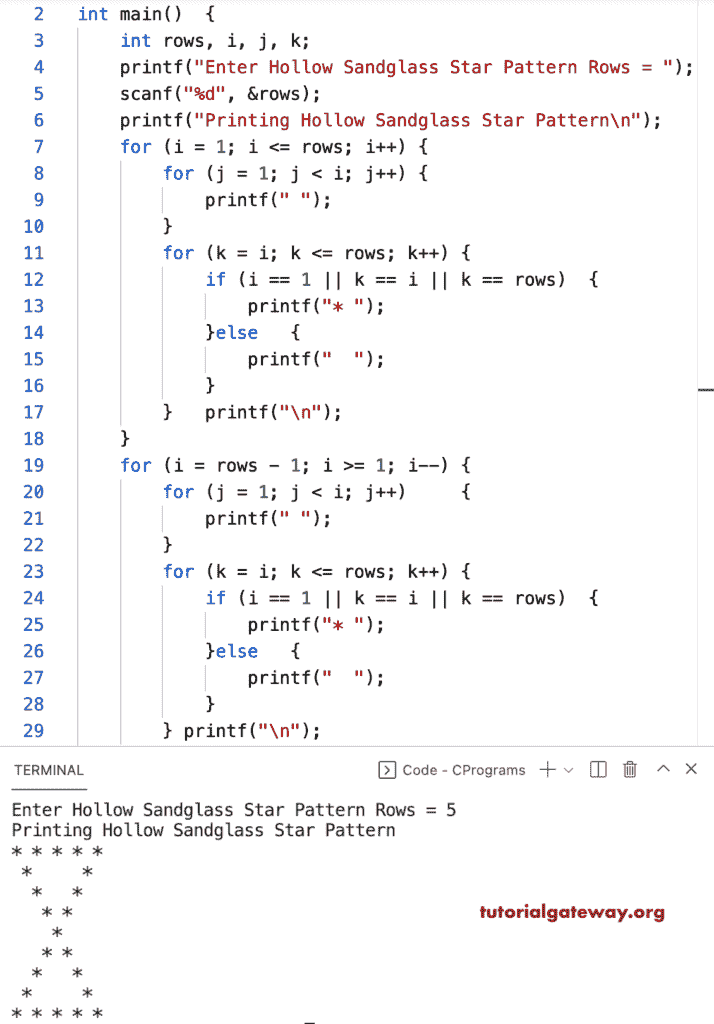 2 int main()  {
3     int rows, i, j, k;
4     printf("Enter Hollow Sandglass Star Pattern Rows = ");
5     scanf("%d", &rows);
6     printf("Printing Hollow Sandglass Star Pattern\n");
7     for (i = 1; i <= rows; i++) {
8         for (j = 1; j < i; j++) {
9             printf(" ");
10         }
11         for (k = i; k <= rows; k++) {
12             if (i == 1 || k == i || k == rows)  {
13                 printf("* ");
14             }else   {
15                 printf("  ");
16             }
17         }   printf("\n");
18     }
19     for (i = rows - 1; i >= 1; i--) {
20         for (j = 1; j < i; j++)     {
21             printf(" ");
22         }
23         for (k = i; k <= rows; k++) {
24             if (i == 1 || k == i || k == rows)  {
25                 printf("* ");
26             }else   {
27                 printf("  ");
28             }
29         } printf("\n");
TERMINAL Code - CPrograms
Enter Hollow Sandglass Star Pattern Rows = 5
Printing Hollow Sandglass Star Pattern
* * * * *
 *     *
  *   *
   * *
    *
   * *
  *   *
 *     *
* * * * *
tutorialgateway.org